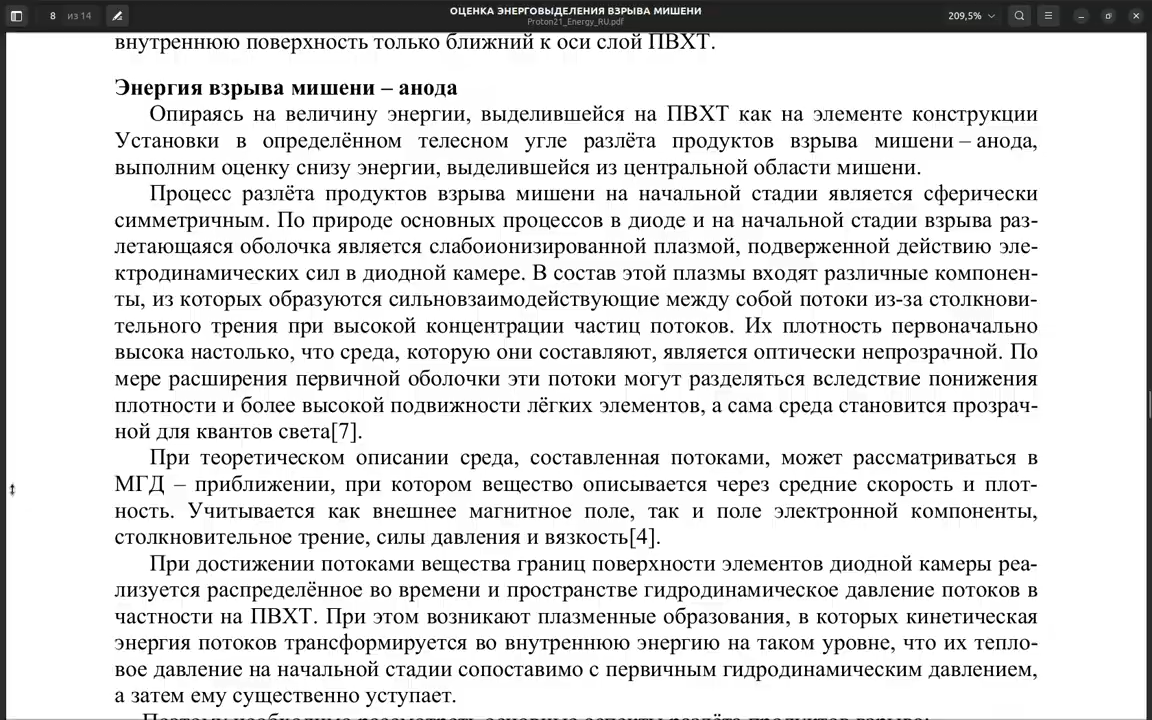 8 из 14
ОЦЕНКА ЭНЕРГОВЫДЕЛЕНИЯ ВЗРЫВА МИШЕНИ
Proton21_Energy_RU.pdf
209,5%
внутреннюю поверхность только ближний к оси слой ПВХТ.
Энергия взрыва мишени – анода
Опираясь на величину энергии, выделившейся на ПВХТ как на элементе конструкции
Установки в определённом телесном угле разлёта продуктов взрыва мишени – анода,
выполним оценку снизу энергии, выделившейся из центральной области мишени.
Процесс разлёта продуктов взрыва мишени на начальной стадии является сферически
симметричным. По природе основных процессов в диоде и на начальной стадии взрыва раз-
летающаяся оболочка является слабоионизированной плазмой, подверженной действию эле-
ктродинамических сил в диодной камере. В состав этой плазмы входят различные компонен-
ты, из которых образуются сильновзаимодействующие между собой потоки из-за столкнови-
тельного трения при высокой концентрации частиц потоков. Их плотность первоначально
высока настолько, что среда, которую они составляют, является оптически непрозрачной. По
мере расширения первичной оболочки эти потоки могут разделяться вследствие понижения
плотности и более высокой подвижности лёгких элементов, а сама среда становится прозрач-
ной для квантов света[7].
При теоретическом описании среда, составленная потоками, может рассматриваться в
МГД – приближении, при котором вещество описывается через средние скорость и плот-
ность. Учитывается как внешнее магнитное поле, так и поле электронной компоненты,
столкновительное трение, силы давления и вязкость[4].
При достижении потоками вещества границ поверхности элементов диодной камеры реа-
лизуется распределённое во времени и пространстве гидродинамическое давление потоков в
частности на ПВХТ. При этом возникают плазменные образования, в которых кинетическая
энергия потоков трансформируется во внутреннюю энергию на таком уровне, что их тепло-
вое давление на начальной стадии сопоставимо с первичным гидродинамическим давлением,
а затем ему существенно уступает.
Поэтому необходимо рассмотреть основные аспекты разлёта продуктов взрыва: